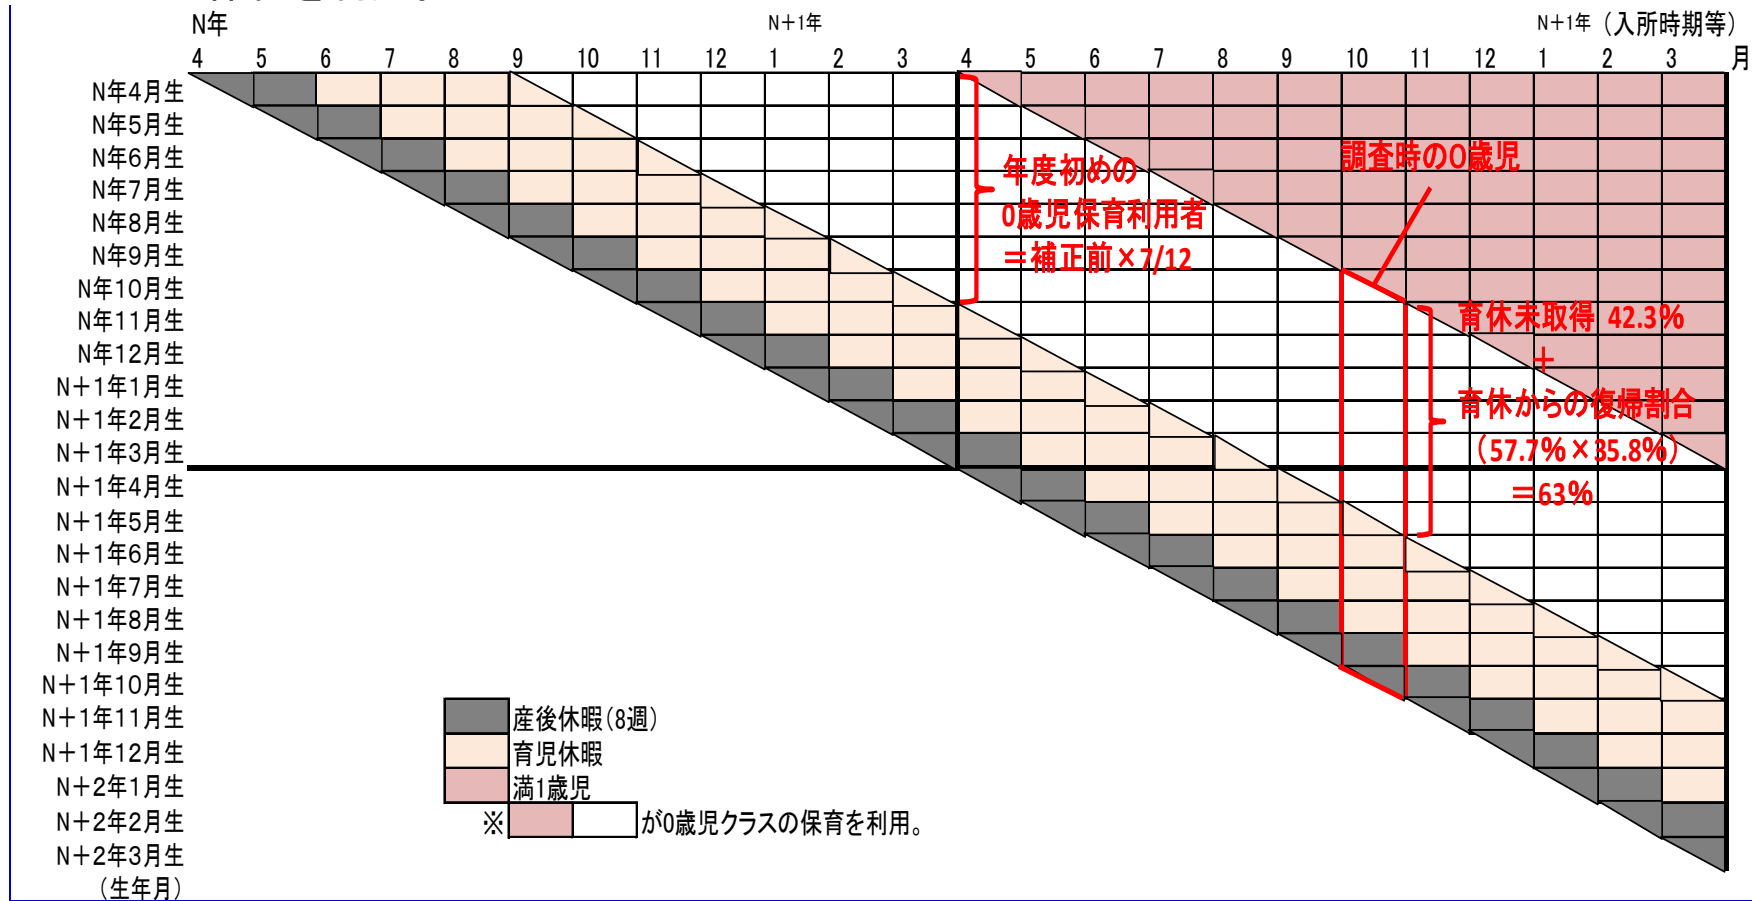 N年
N＋1年
N＋1年（入所時期等）
4 5 6 7 8 9 10 11 12 1 2 3 4 5 6 7 8 9 10 11 12 1 2 3 月
N年4月生
N年5月生
N年6月生
N年7月生
N年8月生
N年9月生
N年10月生
N年11月生
N年12月生
N＋1年1月生
N＋1年2月生
N＋1年3月生
N＋1年4月生
N＋1年5月生
N＋1年6月生
N＋1年7月生
N＋1年8月生
N＋1年9月生
N＋1年10月生
N＋1年11月生
N＋1年12月生
N＋2年1月生
N＋2年2月生
N＋2年3月生
（生年月）
年度初めの
0歳児保育利用者
＝補正前×7/12
調査時の0歳児
育休未取得 42.3%
＋
育休からの復帰割合
（57.7%×35.8%）
＝63%
産後休暇（8週）
育児休暇
満1歳児
※ が0歳児クラスの保育を利用。